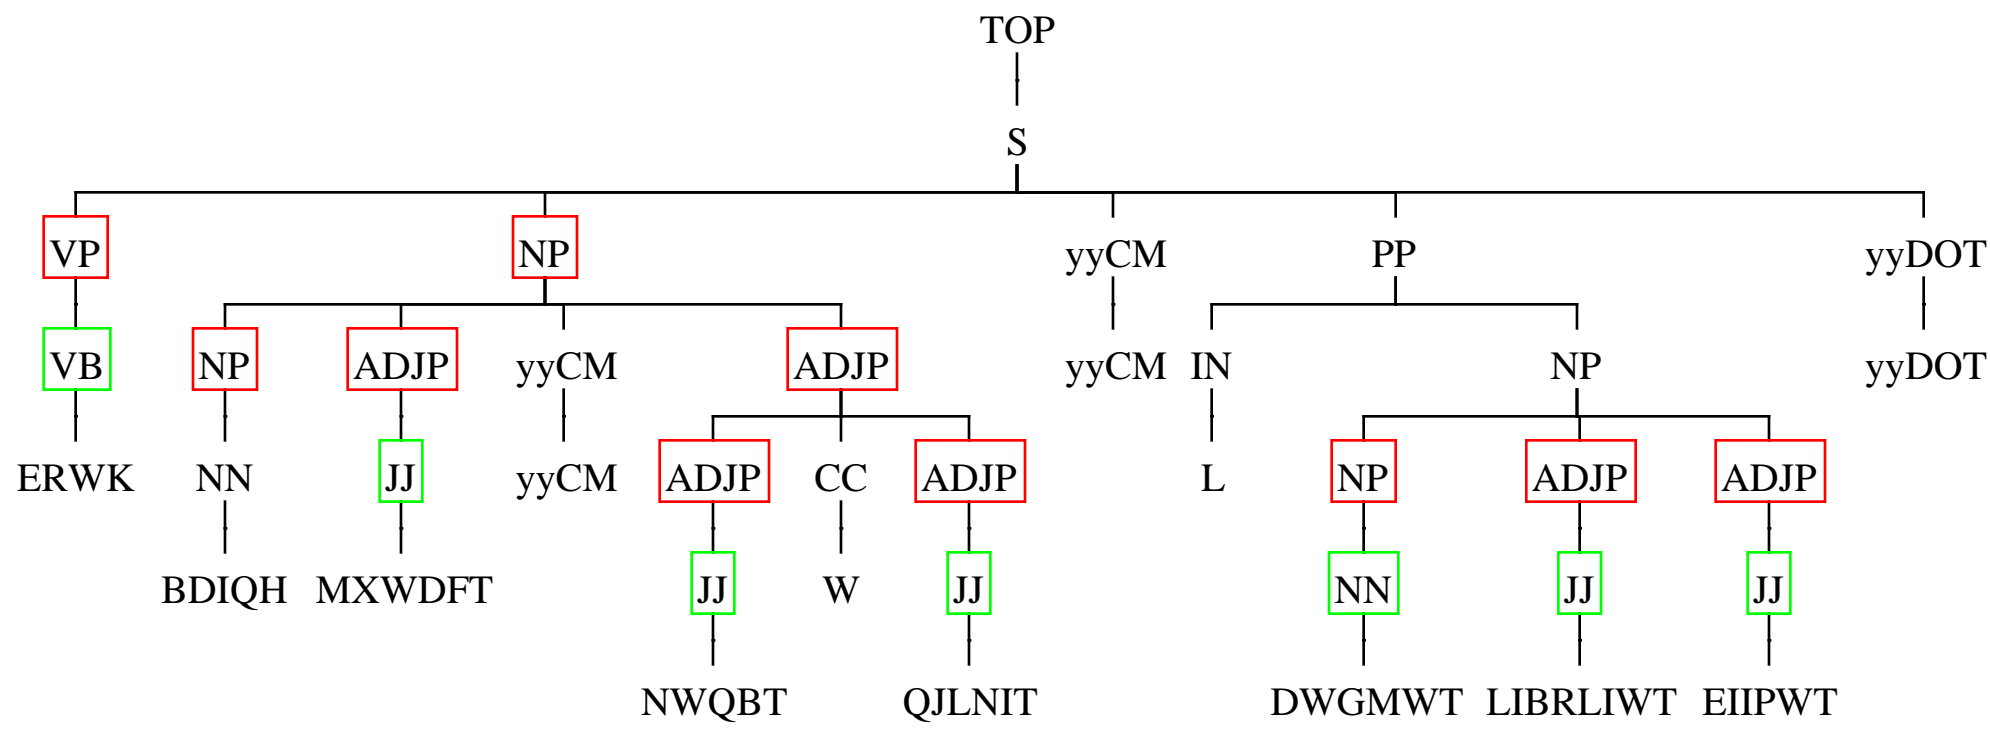 TOP
S
VP NP yyCM PP yyDOT
VB NP ADJP yyCM ADJP yyCM IN NP yyDOT
ERWK NN JJ yyCM ADJP CC ADJP L NP ADJP ADJP
BDIQH MXWDFT JJ W JJ NN JJ JJ
NWQBT QJLNIT DWGMWT LIBRLIWT EIIPWT